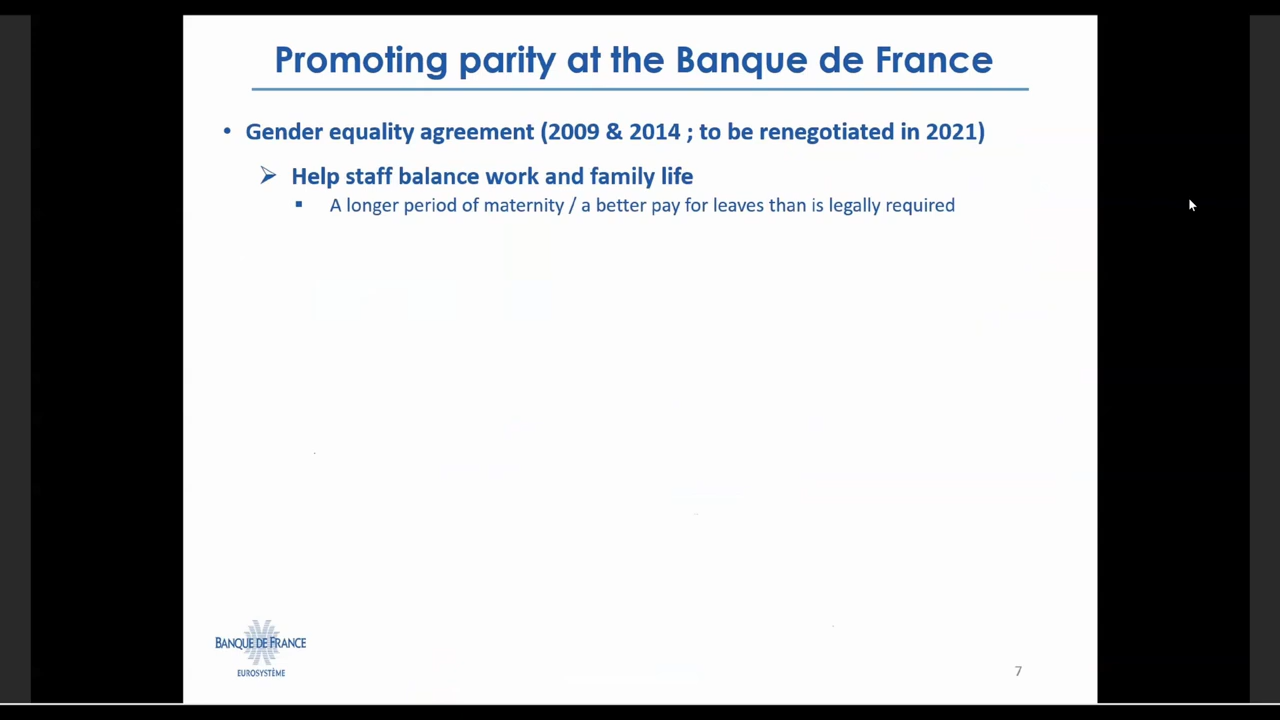 Promoting parity at the Banque de France
• Gender equality agreement (2009 & 2014 ; to be renegotiated in 2021)
➢ Help staff balance work and family life
▪ A longer period of maternity / a better pay for leaves than is legally required
BANQUE DE FRANCE
EUROSYSTÈME
7